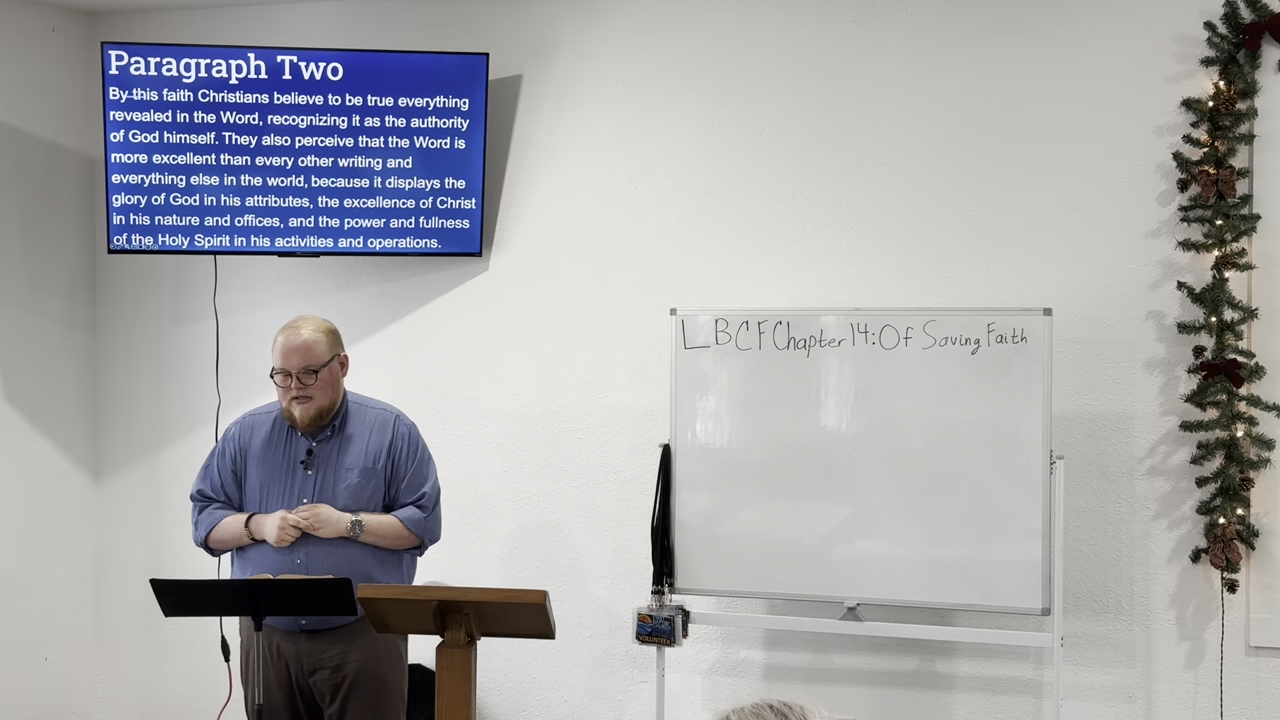 Paragraph Two
By this faith Christians believe to be true everything
revealed in the Word, recognizing it as the authority
of God himself. They also perceive that the Word is
more excellent than every other writing and
everything else in the world, because it displays the
glory of God in his attributes, the excellence of Christ
in his nature and offices, and the power and fullness
of the Holy Spirit in his activities and operations.
LBCF Chapter 14: Of Saving Faith
VOLUNTEER